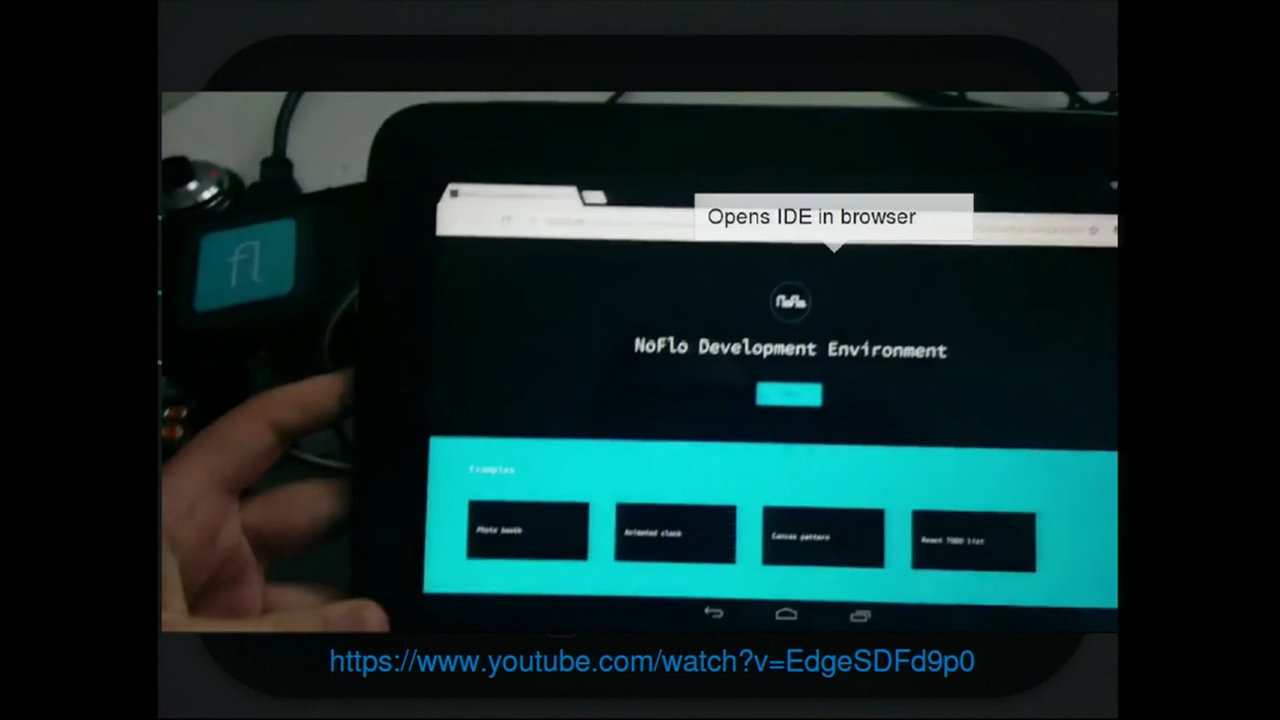 Opens IDE in browser
fl
NoFlo
NoFlo Development Environment
Examples
Photo booth
Animated clock
Canvas pattern
React TODO list
https://www.youtube.com/watch?v=EdgeSDFd9p0